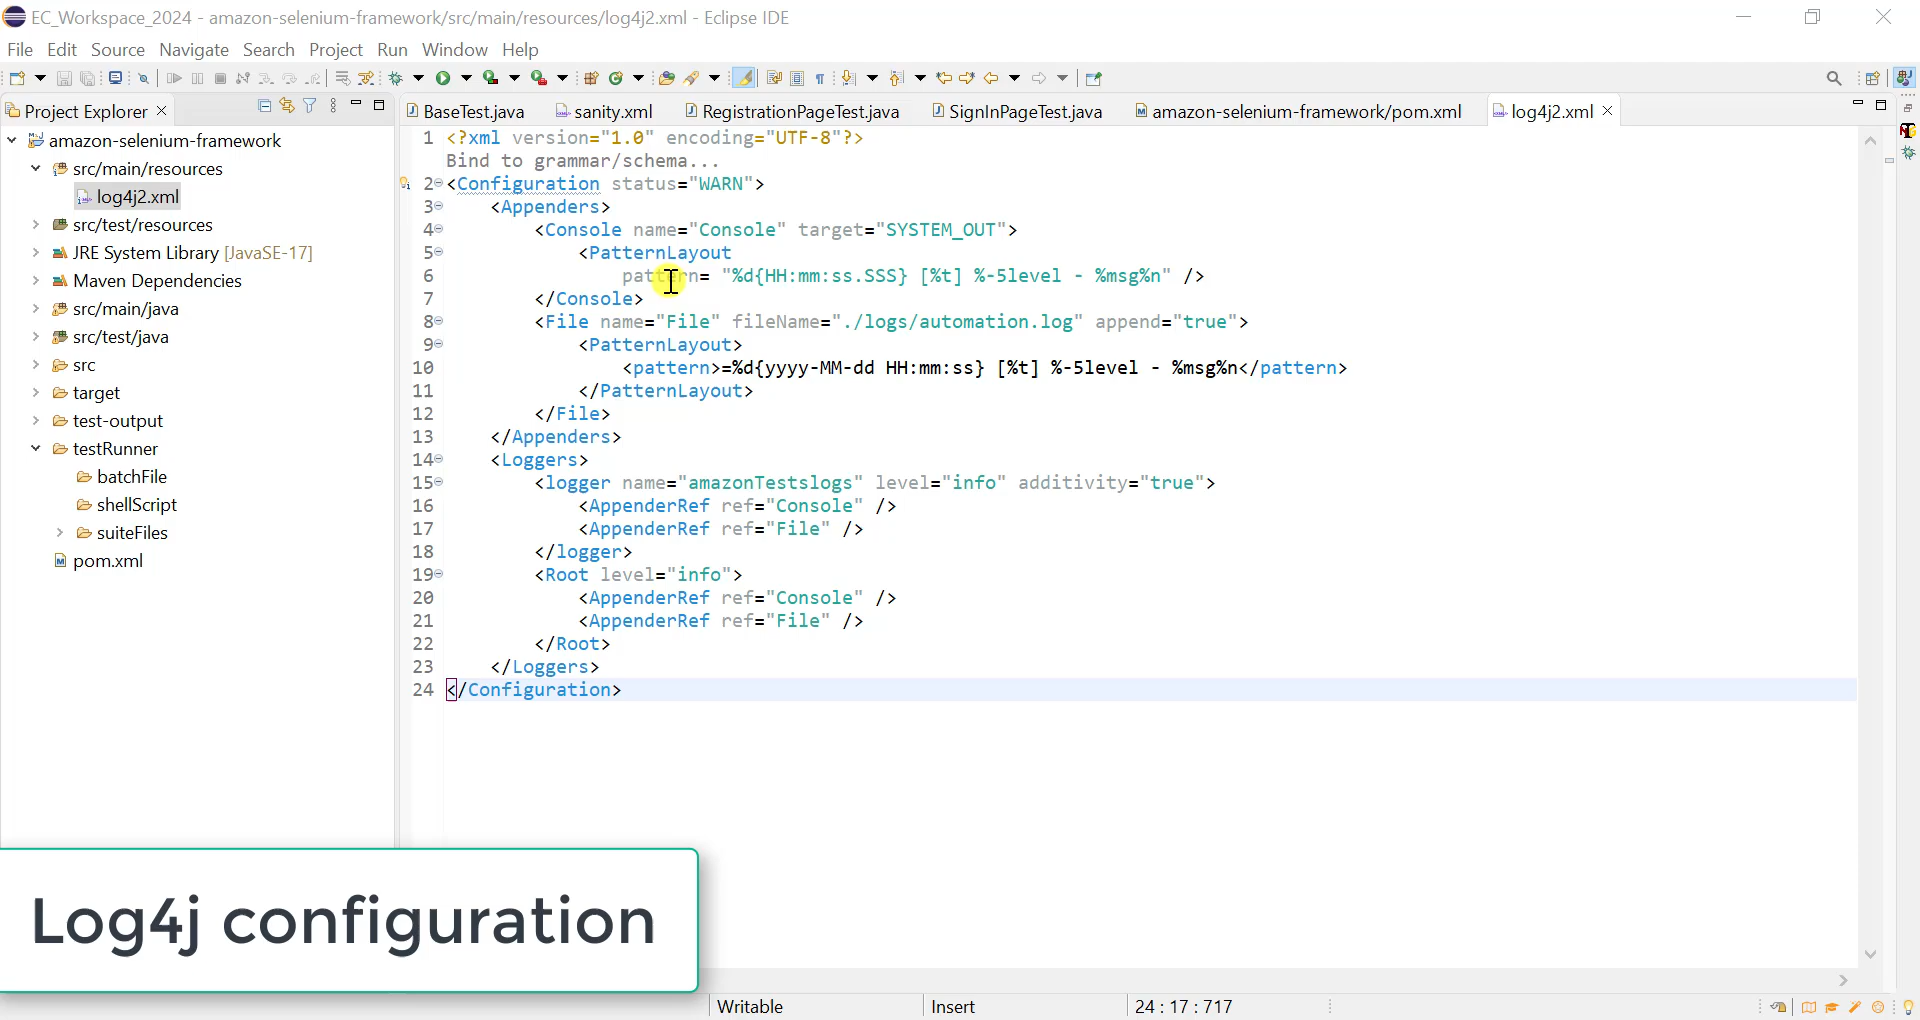 EC_Workspace_2024 - amazon-selenium-framework/src/main/resources/log4j2.xml - Eclipse IDE
File Edit Source Navigate Search Project Run Window Help
Project Explorer
BaseTest.java sanity.xml RegistrationPageTest.java SignInPageTest.java amazon-selenium-framework/pom.xml log4j2.xml
amazon-selenium-framework
src/main/resources
log4j2.xml
src/test/resources
JRE System Library [JavaSE-17]
Maven Dependencies
src/main/java
src/test/java
src
target
test-output
testRunner
batchFile
shellScript
suiteFiles
pom.xml
1 <?xml version="1.0" encoding="UTF-8"?>
Bind to grammar/schema...
2 <Configuration status="WARN">
3 <Appenders>
4 <Console name="Console" target="SYSTEM_OUT">
5 <PatternLayout
6 pattern= "%d{HH:mm:ss.SSS} [%t] %-5level - %msg%n" />
7 </Console>
8 <File name="File" fileName="./logs/automation.log" append="true">
9 <PatternLayout>
10 <pattern>=%d{yyyy-MM-dd HH:mm:ss} [%t] %-5level - %msg%n</pattern>
11 </PatternLayout>
12 </File>
13 </Appenders>
14 <Loggers>
15 <logger name="amazonTestslogs" level="info" additivity="true">
16 <AppenderRef ref="Console" />
17 <AppenderRef ref="File" />
18 </logger>
19 <Root level="info">
20 <AppenderRef ref="Console" />
21 <AppenderRef ref="File" />
22 </Root>
23 </Loggers>
24 </Configuration>
Log4j configuration
Writable Insert 24 : 17 : 717